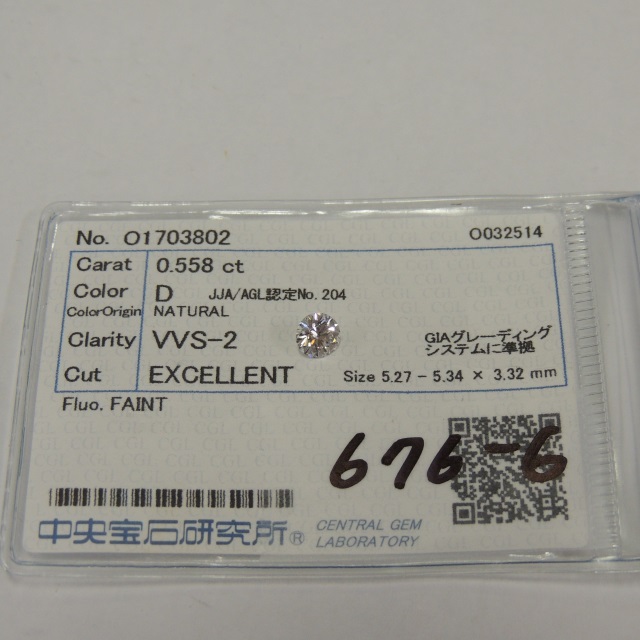 No. O1703802 O032514
Carat 0.558 ct
Color D JJA/AGL認定No.204
ColorOrigin NATURAL
Clarity VVS-2 GIAグレーディング
システムに準拠
Cut EXCELLENT Size 5.27 - 5.34 × 3.32 mm
Fluo. FAINT
676-6
中央宝石研究所® CENTRAL GEM
LABORATORY